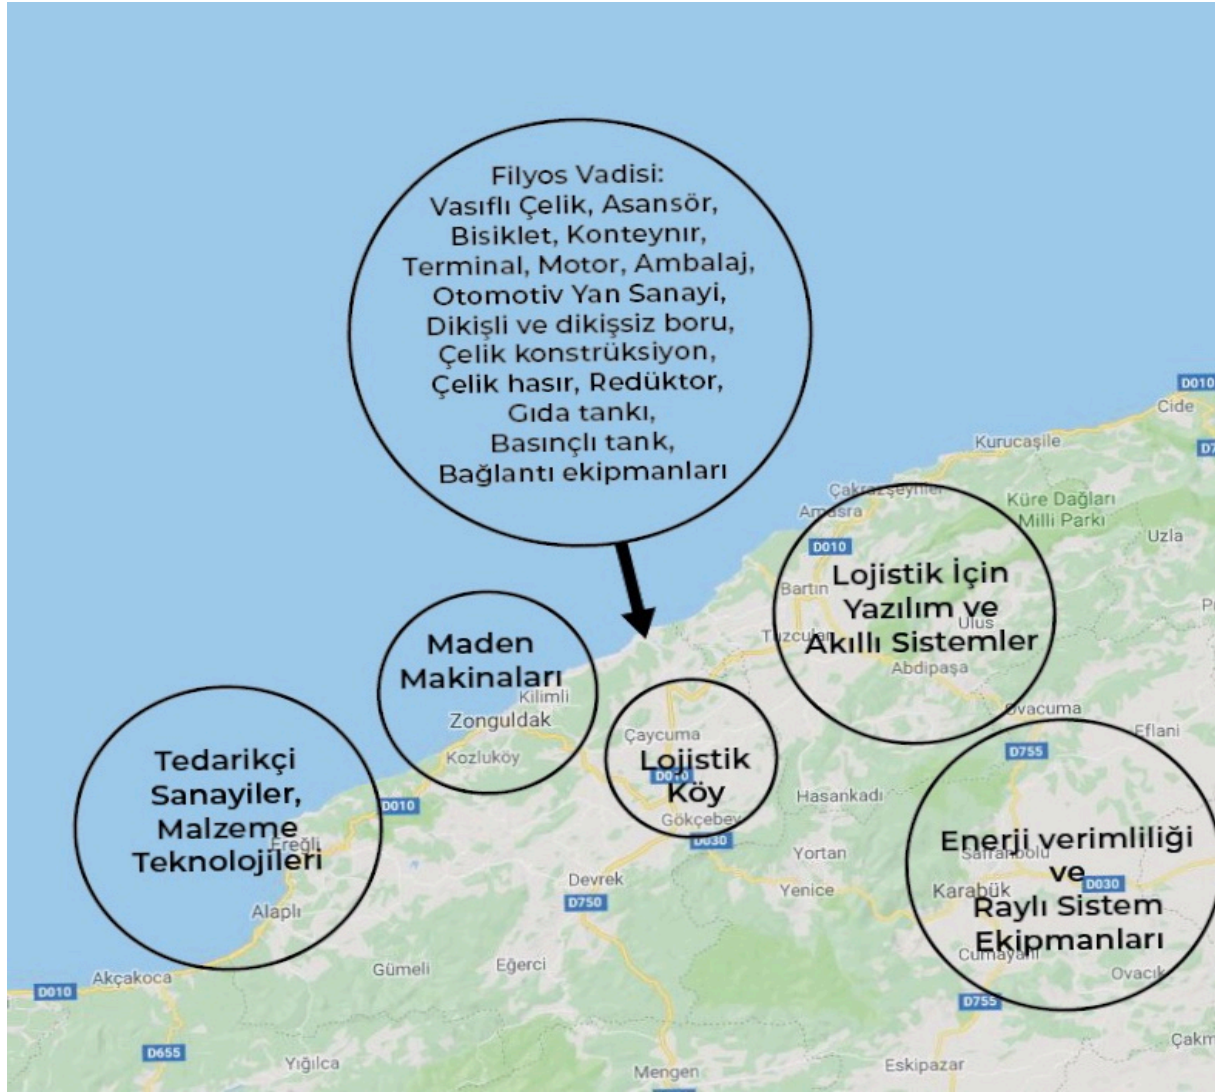 Filyos Vadisi:
Vasıflı Çelik, Asansör,
Bisiklet, Konteynır,
Terminal, Motor, Ambalaj,
Otomotiv Yan Sanayi,
Dikişli ve dikişsiz boru,
Çelik konstrüksiyon,
Çelik hasır, Redüktor,
Gıda tankı,
Basınçlı tank,
Bağlantı ekipmanları
D010
Cide
Kurucaşile
Çakrazşeyhler
Amasra
Küre Dağları
Milli Parkı
Uzla
D010
Bartın
Lojistik İçin
Yazılım ve
Akıllı Sistemler
Ulus
Tuzcular
Abdipaşa
Maden
Makinaları
Kilimli
Zonguldak
Kozluköy
Ovacuma
Eflani
D755
Çaycuma
Lojistik
Köy
D010
Gökçebey
D030
Hasankadı
Tedarikçi
Sanayiler,
Malzeme
Teknolojileri
D010
Ereğli
Alaplı
Enerji verimliliği
ve
Raylı Sistem
Ekipmanları
Safranbolu
Karabük
D030
Yortan
Yenice
Devrek
D750
Cumayanı
Ovacık
Gümeli
Eğerci
Akçakoca
D010
D755
D655
Yığılca
Mengen
Eskipazar